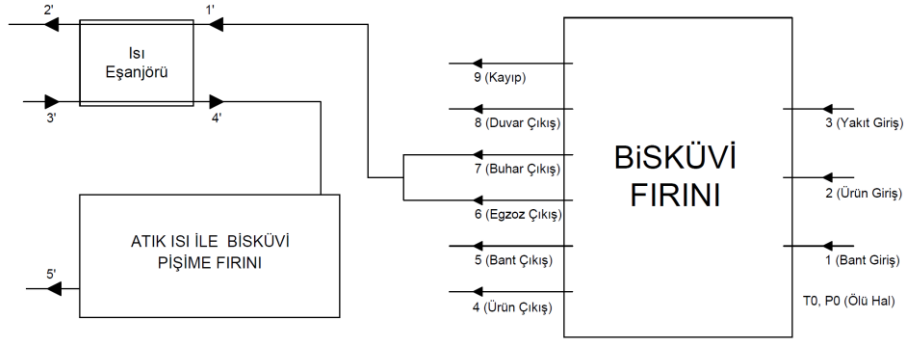 2'
1'
Isı
Eşanjörü
3'
4'
ATIK ISI İLE BİSKÜVİ
PİŞİME FIRINI
5'
9 (Kayıp)
8 (Duvar Çıkış)
7 (Buhar Çıkış)
6 (Egzoz Çıkış)
5 (Bant Çıkış)
4 (Ürün Çıkış)
BiSKÜVİ
FIRINI
3 (Yakıt Giriş)
2 (Ürün Giriş)
1 (Bant Giriş)
T0, P0 (Ölü Hal)